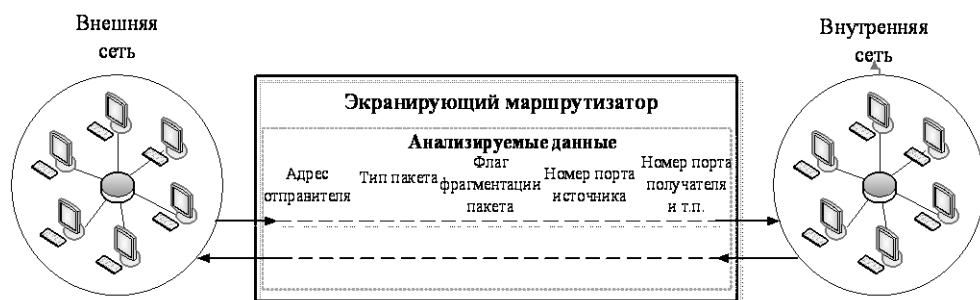 Внешняя
сеть
Внутренняя
сеть
Экранирующий маршрутизатор
Анализируемые данные
Адрес
отправителя
Тип пакета
Флаг
фрагментации
пакета
Номер порта
источника
Номер порта
получателя
и т.п.